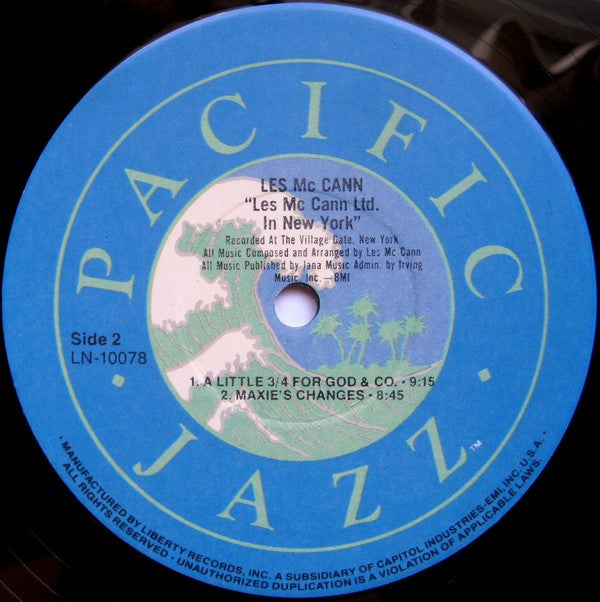 PACIFIC
LES Mc CANN
"Les Mc Cann Ltd.
In New York"
Recorded At The Village Gate, New York
All Music Composed and Arranged by Les Mc Cann
All Music Published by Jana Music Admin. by Irving
Music, Inc.—BMI
Side 2
LN-10078
1. A LITTLE 3/4 FOR GOD & CO. • 9:15
2. MAXIE'S CHANGES • 8:45
• JAZZ •
TM
• MANUFACTURED BY LIBERTY RECORDS, INC. A SUBSIDIARY OF CAPITOL INDUSTRIES-EMI, INC. U.S.A. •
ALL RIGHTS RESERVED. • UNAUTHORIZED DUPLICATION IS A VIOLATION OF APPLICABLE LAWS. •